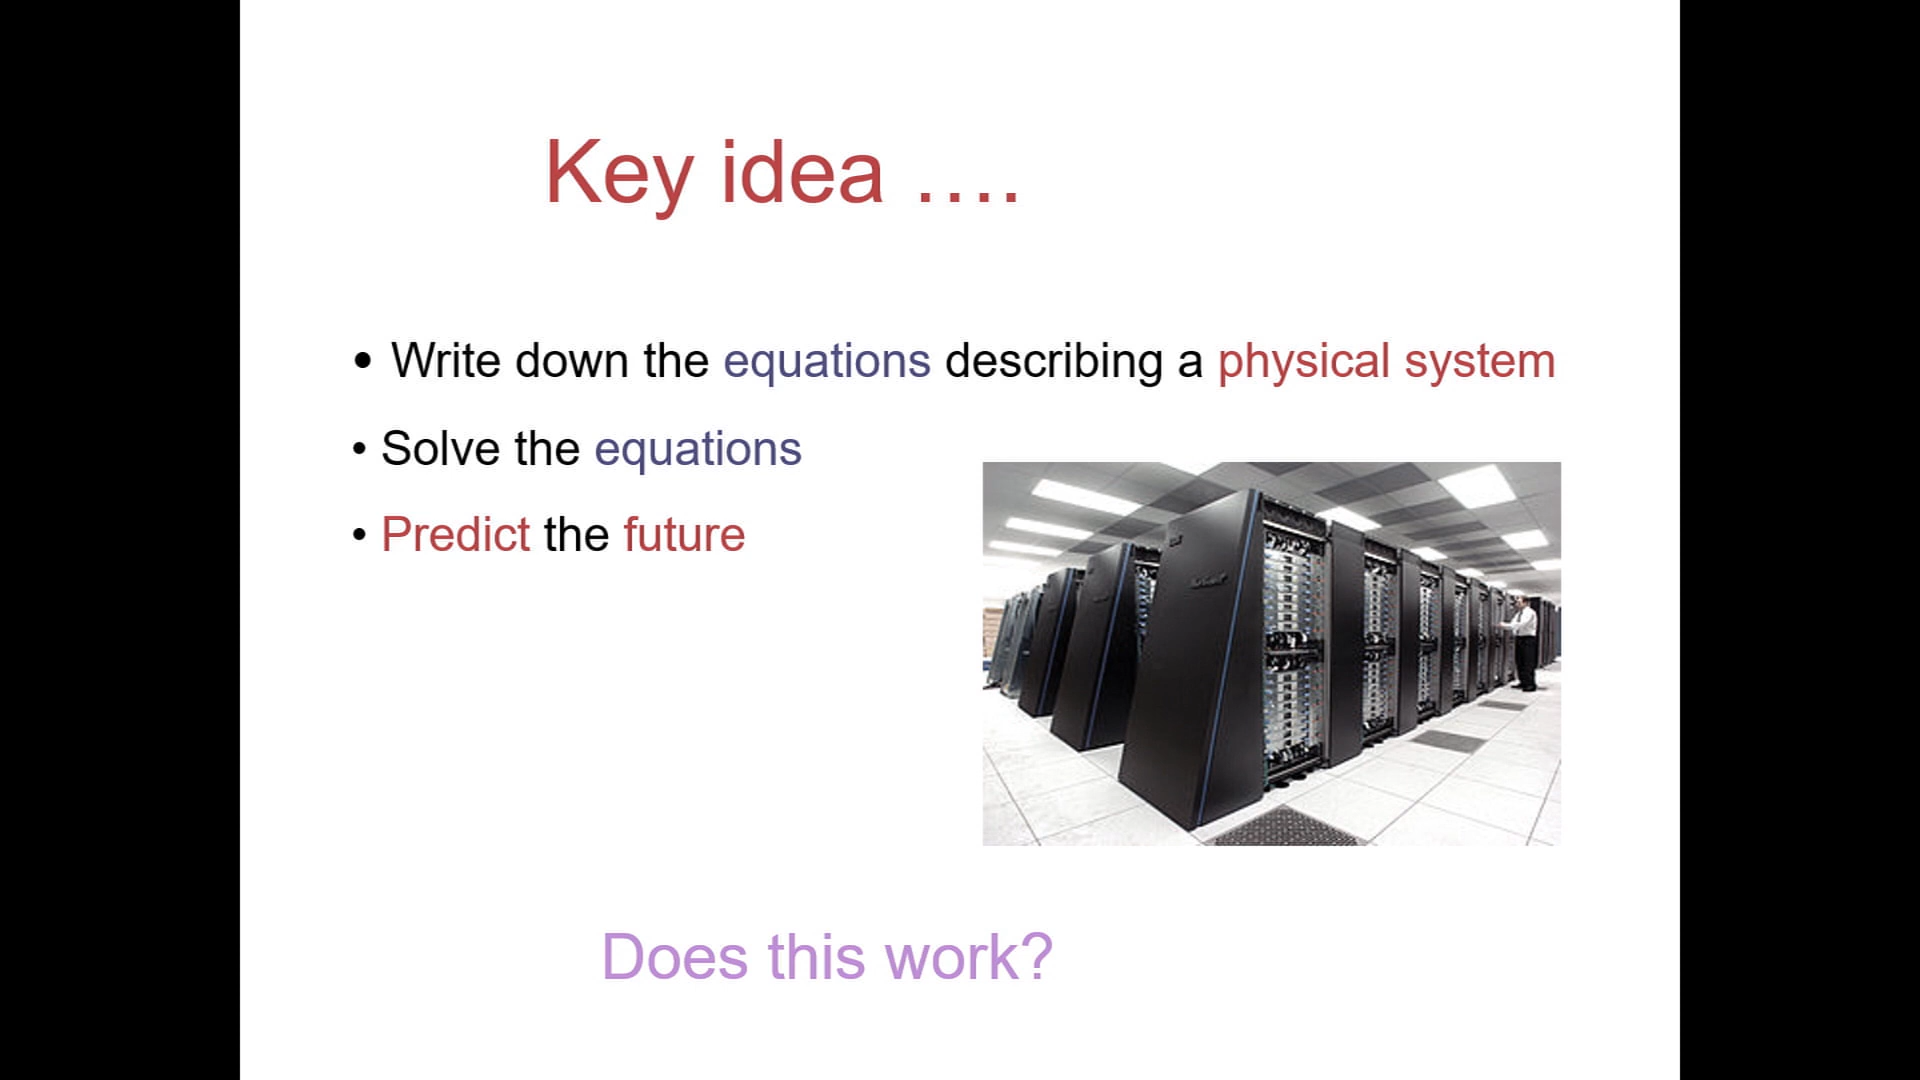 Key idea ....
• Write down the equations describing a physical system
• Solve the equations
• Predict the future
Does this work?